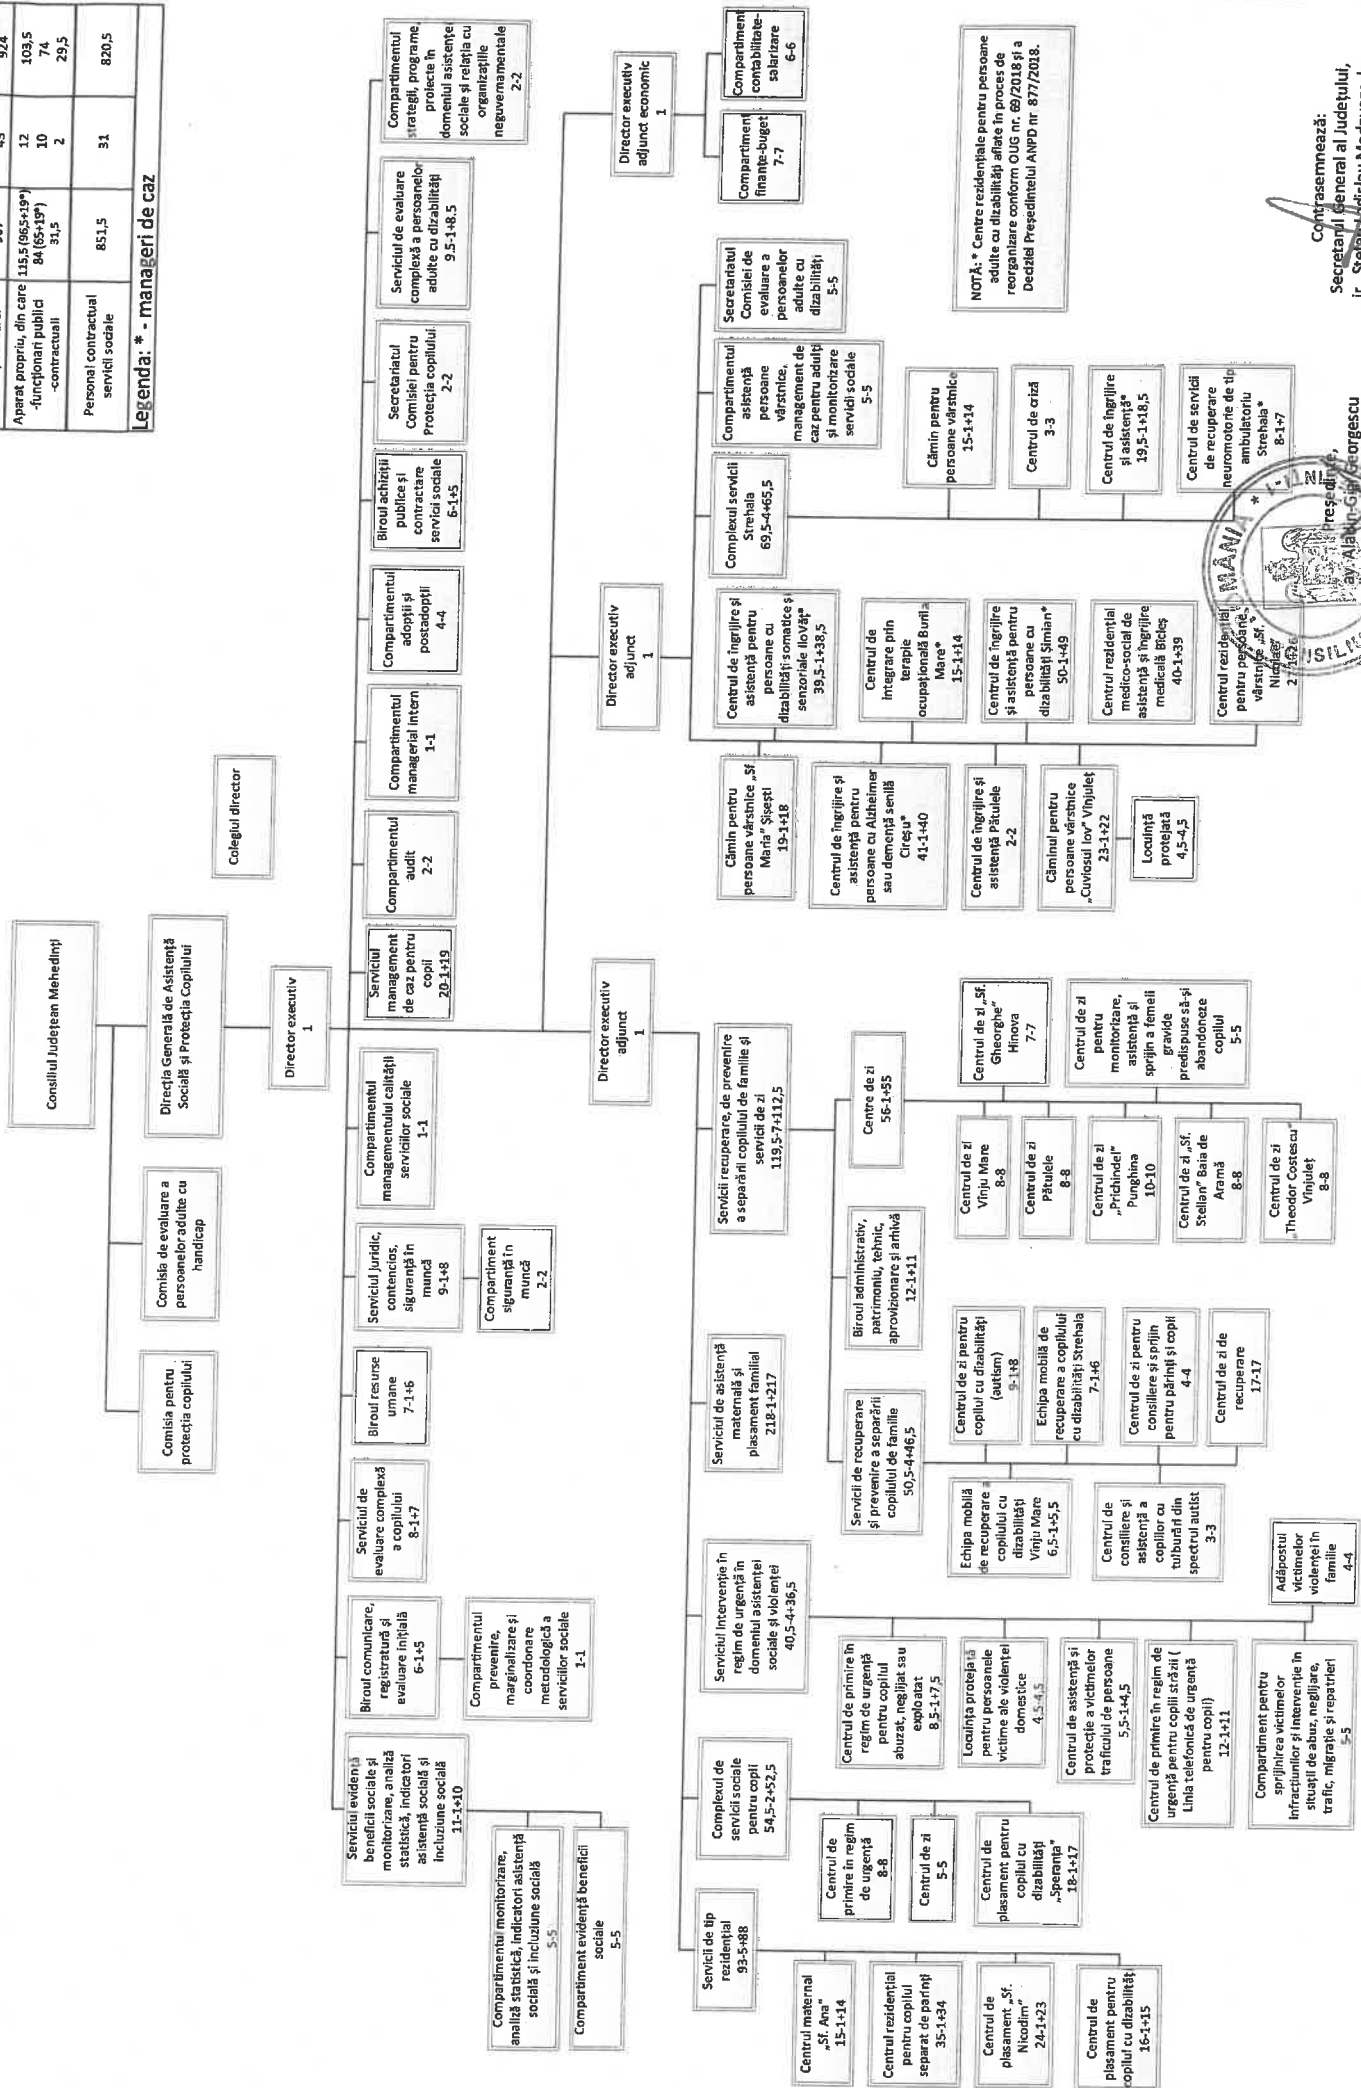 924
115,5 (96,5+19*)
12
103,5
Aparat propriu, din care
84 (65+19*)
10
74
-funcționari publici
31,5
2
29,5
-contractuali
Personal contractual
servicii sociale
851,5
31
820,5
Legenda: * - manageri de caz
Consiliul Județean Mehedinți
Comisia pentru
protecția copilului
Comisia de evaluare a
persoanelor adulte cu
handicap
Direcția Generală de Asistență
Socială și Protecția Copilului
Colegiul director
Director executiv
1
Serviciul evidență
beneficii sociale și
monitorizare, analiză
statistică, indicatori
asistență socială și
incluziune socială
11-1+10
Compartimentul monitorizare,
analiză statistică, indicatori asistență
socială și incluziune socială
5-5
Compartiment evidență beneficii
sociale
5-5
Biroul comunicare,
registratură și
evaluare inițială
6-1+5
Compartimentul
prevenire,
marginalizare și
coordonare
metodologică a
serviciilor sociale
1-1
Serviciul de
evaluare complexă
a copilului
8-1+7
Biroul resurse
umane
7-1+6
Serviciul juridic,
contencios,
siguranță în
muncă
9-1+8
Compartiment
siguranță în
muncă
2-2
Compartimentul
managementului calității
serviciilor sociale
1-1
Serviciul
management
de caz pentru
copii
20-1+19
Compartimentul
audit
2-2
Compartimentul
managerial intern
1-1
Compartimentul
adopții și
postadopții
4-4
Biroul achiziții
publice și
contractare
servicii sociale
6-1+5
Secretariatul
Comisiei pentru
Protecția copilului
2-2
Serviciul de evaluare
complexă a persoanelor
adulte cu dizabilități
9.5-1+8.5
Compartimentul
strategii, programe,
proiecte în
domeniul asistenței
sociale și relația cu
organizațiile
neguvernamentale
2-2
Director executiv
adjunct
1
Director executiv
adjunct
1
Director executiv
adjunct economic
1
Compartiment
finanțe-buget
7-7
Compartiment
contabilitate-
salarizare
6-6
Servicii de tip
rezidențial
93-5+88
Centrul maternal
„Sf. Ana”
15-1+14
Centrul rezidențial
pentru copilul
separat de parinți
35-1+34
Centrul de
plasament „Sf.
Nicodim”
24-1+23
Centrul de
plasament pentru
copilul cu dizabilități
16-1+15
Complexul de
servicii sociale
pentru copii
54,5-2+52,5
Centrul de
primire în regim
de urgență
8-8
Centrul de zi
5-5
Centrul de
plasament pentru
copilul cu
dizabilități
„Speranța”
18-1+17
Serviciul Intervenție în
regim de urgență în
domeniul asistenței
sociale și violenței
40,5-4+36,5
Centrul de primire în
regim de urgență
pentru copilul
abuzat, neglijat sau
exploatat
8,5-1+7,5
Locuința protejată
pentru persoanele
victime ale violenței
domestice
4,5-4,5
Centrul de asistență și
protecție a victimelor
traficului de persoane
5,5-1+4,5
Centrul de primire în regim de
urgență pentru copiii străzii (
Linia telefonică de urgență
pentru copii)
12-1+11
Compartiment pentru
sprijinirea victimelor
infracțiunilor și intervenție în
situații de abuz, neglijare,
trafic, migrație și repatrieri
5-5
Adăpostul
victimelor
violenței în
familie
4-4
Serviciul de asistență
maternală și
plasament familial
218-1+217
Servicii recuperare, de prevenire
a separării copilului de familie și
servicii de zi
119,5-7+112,5
Servicii de recuperare
și prevenire a separării
copilului de familie
50,5-4+46,5
Echipa mobilă
de recuperare a
copilului cu
dizabilități
Vînju Mare
6,5-1+5,5
Centrul de
consiliere și
asistență a
copiilor cu
tulburări din
spectrul autist
3-3
Centrul de zi pentru
copilul cu dizabilități
(autism)
9-1+8
Echipa mobilă de
recuperare a copilului
cu dizabilități Strehaia
7-1+6
Centrul de zi pentru
consiliere și sprijin
pentru părinți și copii
4-4
Centrul de zi de
recuperare
17-17
Biroul administrativ,
patrimoniu, tehnic,
aprovizionare și arhivă
12-1+11
Centre de zi
56-1+55
Centrul de zi
Vînju Mare
8-8
Centrul de zi
Pătulele
8-8
Centrul de zi
„Prichindel”
Punghina
10-10
Centrul de zi „Sf.
Stelian” Baia de
Aramă
8-8
Centrul de zi
„Theodor Costescu”
Vînjuleț
8-8
Centrul de zi „Sf.
Gheorghe”
Hinova
7-7
Centrul de zi
pentru
monitorizare,
asistență și
sprijin a femeii
gravide
predispuse să-și
abandoneze
copilul
5-5
Cămin pentru
persoane vârstnice „Sf
Maria” Șișești
19-1+18
Centrul de îngrijire și
asistență pentru
persoane cu Alzheimer
sau demență senilă
Cireșu*
41-1+40
Centrul de îngrijire și
asistență Pătulele
2-2
Căminul pentru
persoane vârstnice
„Cuviosul Iov” Vînjuleț
23-1+22
Locuință
protejată
4,5-4,5
Centrul de îngrijire și
asistență pentru
persoane cu
dizabilități somatice și
senzoriale IloVăț*
39,5-1+38,5
Centrul de
integrare prin
terapie
ocupațională Burila
Mare*
15-1+14
Centrul de îngrijire
și asistență pentru
persoane cu
dizabilități Șimian*
50-1+49
Centrul rezidențial
medico-social de
asistență și îngrijire
medicală Bîcleș
40-1+39
Centrul rezidențial
pentru persoane
vârstnice „Sf.
Complexul servicii
Strehaia
69,5-4+65,5
Cămin pentru
persoane vârstnice
15-1+14
Centrul de criză
3-3
Centrul de îngrijire
și asistență*
19,5-1+18,5
Centrul de servicii
de recuperare
neuromotorie de tip
ambulatoriu
Strehaia*
8-1+7
Compartimentul
asistență
persoane
vârstnice,
management de
caz pentru adulți
și monitorizare
servicii sociale
5-5
Secretariatul
Comisiei de
evaluare a
persoanelor
adulte cu
dizabilități
5-5
NOTĂ: * Centre rezidențiale pentru persoane
adulte cu dizabilități aflate în proces de
reorganizare conform OUG nr. 69/2018 și a
Deciziei Președintelui ANPD nr 877/2018.
Președinte,
av. Aladin-Gigi Georgescu
Contrasemnează:
Secretarul General al Județului,